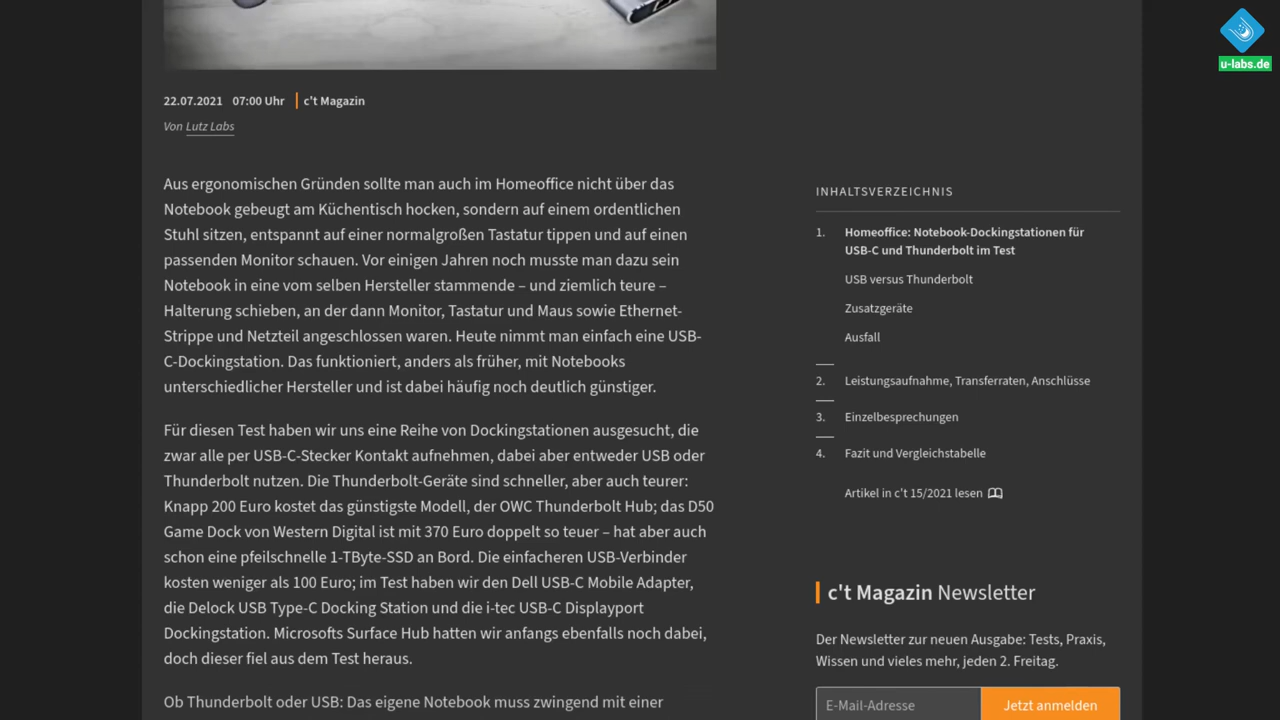 u-labs.de
22.07.2021 07:00 Uhr c't Magazin
Von Lutz Labs
Aus ergonomischen Gründen sollte man auch im Homeoffice nicht über das
Notebook gebeugt am Küchentisch hocken, sondern auf einem ordentlichen
Stuhl sitzen, entspannt auf einer normalgroßen Tastatur tippen und auf einen
passenden Monitor schauen. Vor einigen Jahren noch musste man dazu sein
Notebook in eine vom selben Hersteller stammende – und ziemlich teure –
Halterung schieben, an der dann Monitor, Tastatur und Maus sowie Ethernet-
Strippe und Netzteil angeschlossen waren. Heute nimmt man einfach eine USB-
C-Dockingstation. Das funktioniert, anders als früher, mit Notebooks
unterschiedlicher Hersteller und ist dabei häufig noch deutlich günstiger.
Für diesen Test haben wir uns eine Reihe von Dockingstationen ausgesucht, die
zwar alle per USB-C-Stecker Kontakt aufnehmen, dabei aber entweder USB oder
Thunderbolt nutzen. Die Thunderbolt-Geräte sind schneller, aber auch teurer:
Knapp 200 Euro kostet das günstigste Modell, der OWC Thunderbolt Hub; das D50
Game Dock von Western Digital ist mit 370 Euro doppelt so teuer – hat aber auch
schon eine pfeilschnelle 1-TByte-SSD an Bord. Die einfacheren USB-Verbinder
kosten weniger als 100 Euro; im Test haben wir den Dell USB-C Mobile Adapter,
die Delock USB Type-C Docking Station und die i-tec USB-C Displayport
Dockingstation. Microsofts Surface Hub hatten wir anfangs ebenfalls noch dabei,
doch dieser fiel aus dem Test heraus.
Ob Thunderbolt oder USB: Das eigene Notebook muss zwingend mit einer
INHALTSVERZEICHNIS
1. Homeoffice: Notebook-Dockingstationen für
USB-C und Thunderbolt im Test
USB versus Thunderbolt
Zusatzgeräte
Ausfall
2. Leistungsaufnahme, Transferraten, Anschlüsse
3. Einzelbesprechungen
4. Fazit und Vergleichstabelle
Artikel in c't 15/2021 lesen
c't Magazin Newsletter
Der Newsletter zur neuen Ausgabe: Tests, Praxis,
Wissen und vieles mehr, jeden 2. Freitag.
E-Mail-Adresse Jetzt anmelden